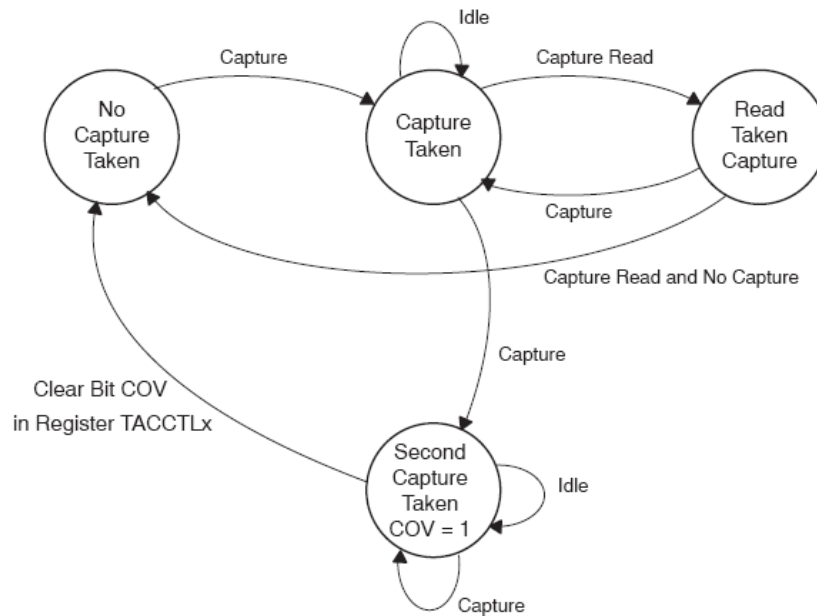 Idle
Capture
Capture Read
No
Capture
Taken
Capture
Taken
Read
Taken
Capture
Capture
Capture Read and No Capture
Capture
Clear Bit COV
in Register TACCTLx
Second
Capture
Taken
COV = 1
Idle
Capture